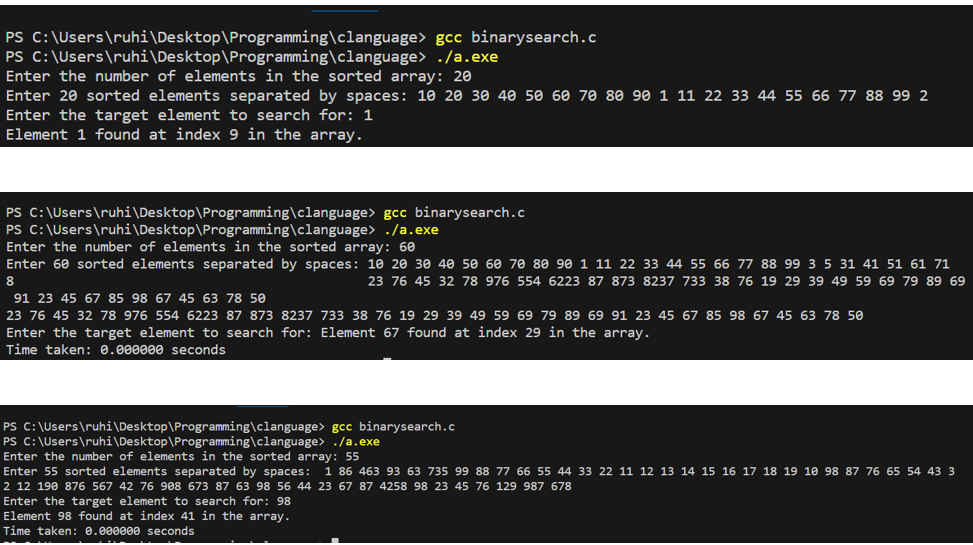 PS C:\Users\ruhi\Desktop\Programming\clanguage> gcc binarysearch.c
PS C:\Users\ruhi\Desktop\Programming\clanguage> ./a.exe
Enter the number of elements in the sorted array: 20
Enter 20 sorted elements separated by spaces: 10 20 30 40 50 60 70 80 90 1 11 22 33 44 55 66 77 88 99 2
Enter the target element to search for: 1
Element 1 found at index 9 in the array.
PS C:\Users\ruhi\Desktop\Programming\clanguage> gcc binarysearch.c
PS C:\Users\ruhi\Desktop\Programming\clanguage> ./a.exe
Enter the number of elements in the sorted array: 60
Enter 60 sorted elements separated by spaces: 10 20 30 40 50 60 70 80 90 1 11 22 33 44 55 66 77 88 99 3 5 31 41 51 61 71
8 23 76 45 32 78 976 554 6223 87 873 8237 733 38 76 19 29 39 49 59 69 79 89 69
91 23 45 67 85 98 67 45 63 78 50
23 76 45 32 78 976 554 6223 87 873 8237 733 38 76 19 29 39 49 59 69 79 89 69 91 23 45 67 85 98 67 45 63 78 50
Enter the target element to search for: Element 67 found at index 29 in the array.
Time taken: 0.000000 seconds
PS C:\Users\ruhi\Desktop\Programming\clanguage> gcc binarysearch.c
PS C:\Users\ruhi\Desktop\Programming\clanguage> ./a.exe
Enter the number of elements in the sorted array: 55
Enter 55 sorted elements separated by spaces:  1 86 463 93 63 735 99 88 77 66 55 44 33 22 11 12 13 14 15 16 17 18 19 10 98 87 76 65 54 43 3
2 12 190 876 567 42 76 908 673 87 63 98 56 44 23 67 87 4258 98 23 45 76 129 987 678
Enter the target element to search for: 98
Element 98 found at index 41 in the array.
Time taken: 0.000000 seconds